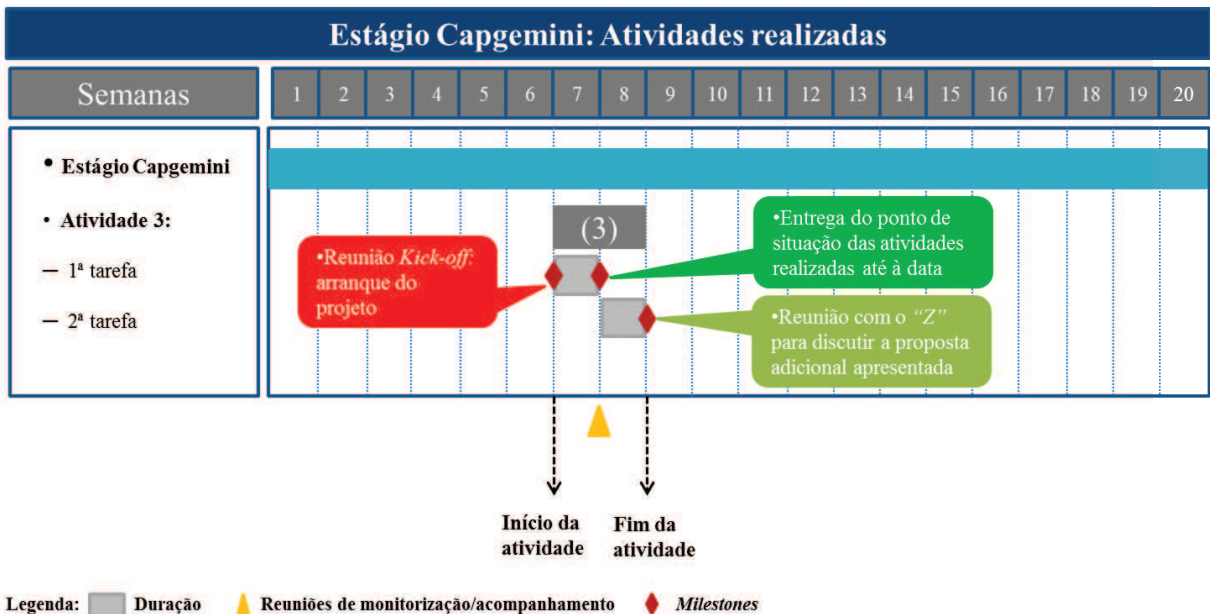 Estágio Capgemini: Atividades realizadas
Semanas
1 2 3 4 5 6 7 8 9 10 11 12 13 14 15 16 17 18 19 20
• Estágio Capgemini
• Atividade 3:
– 1ª tarefa
– 2ª tarefa
(3)
•Reunião Kick-off:
arranque do
projeto
•Entrega do ponto de
situação das atividades
realizadas até à data
•Reunião com o “Z”
para discutir a proposta
adicional apresentada
Início da
atividade
Fim da
atividade
Legenda: Duração Reuniões de monitorização/acompanhamento Milestones